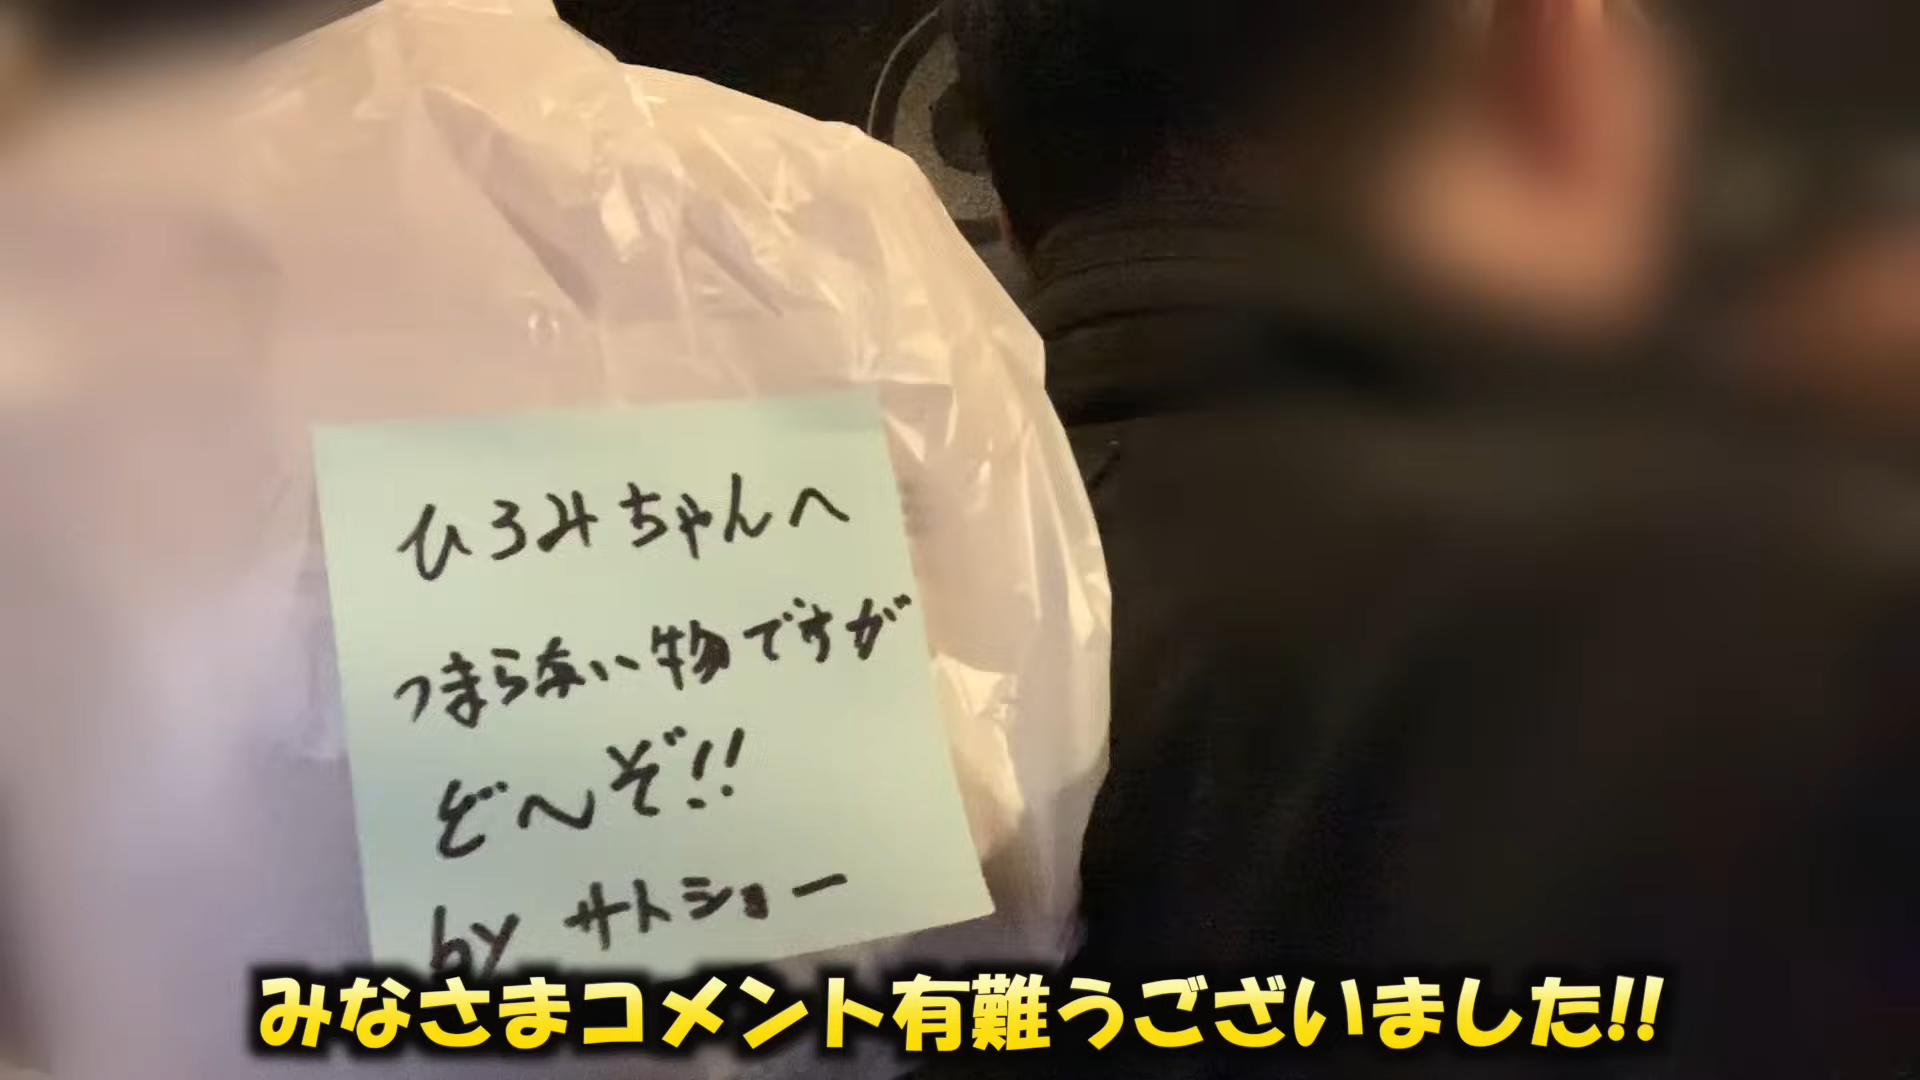 ひろみちゃんへ
つまらない物ですが
ど〜ぞ!!
by サトショー
みなさまコメント有難うございました!!